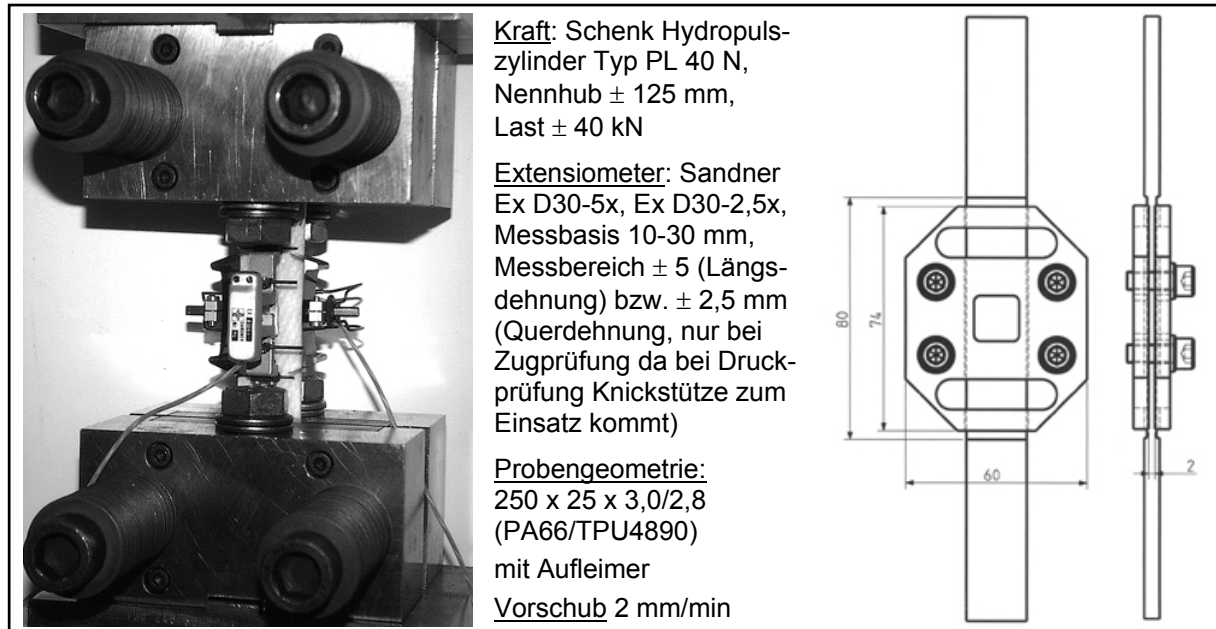 Kraft: Schenk Hydropuls-
zylinder Typ PL 40 N,
Nennhub ± 125 mm,
Last ± 40 kN
Extensiometer: Sandner
Ex D30-5x, Ex D30-2,5x,
Messbasis 10-30 mm,
Messbereich ± 5 (Längs-
dehnung) bzw. ± 2,5 mm
(Querdehnung, nur bei
Zugprüfung da bei Druck-
prüfung Knickstütze zum
Einsatz kommt)
Probengeometrie:
250 x 25 x 3,0/2,8
(PA66/TPU4890)
mit Aufleimer
Vorschub 2 mm/min
80
74
60
2